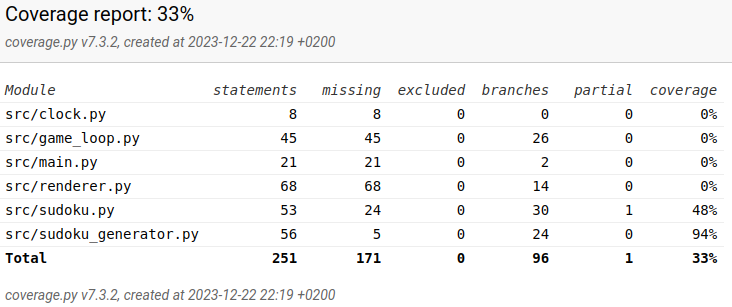 Coverage report: 33%
coverage.py v7.3.2, created at 2023-12-22 22:19 +0200
Module statements missing excluded branches partial coverage
src/clock.py 8 8 0 0 0 0%
src/game_loop.py 45 45 0 26 0 0%
src/main.py 21 21 0 2 0 0%
src/renderer.py 68 68 0 14 0 0%
src/sudoku.py 53 24 0 30 1 48%
src/sudoku_generator.py 56 5 0 24 0 94%
Total 251 171 0 96 1 33%
coverage.py v7.3.2, created at 2023-12-22 22:19 +0200